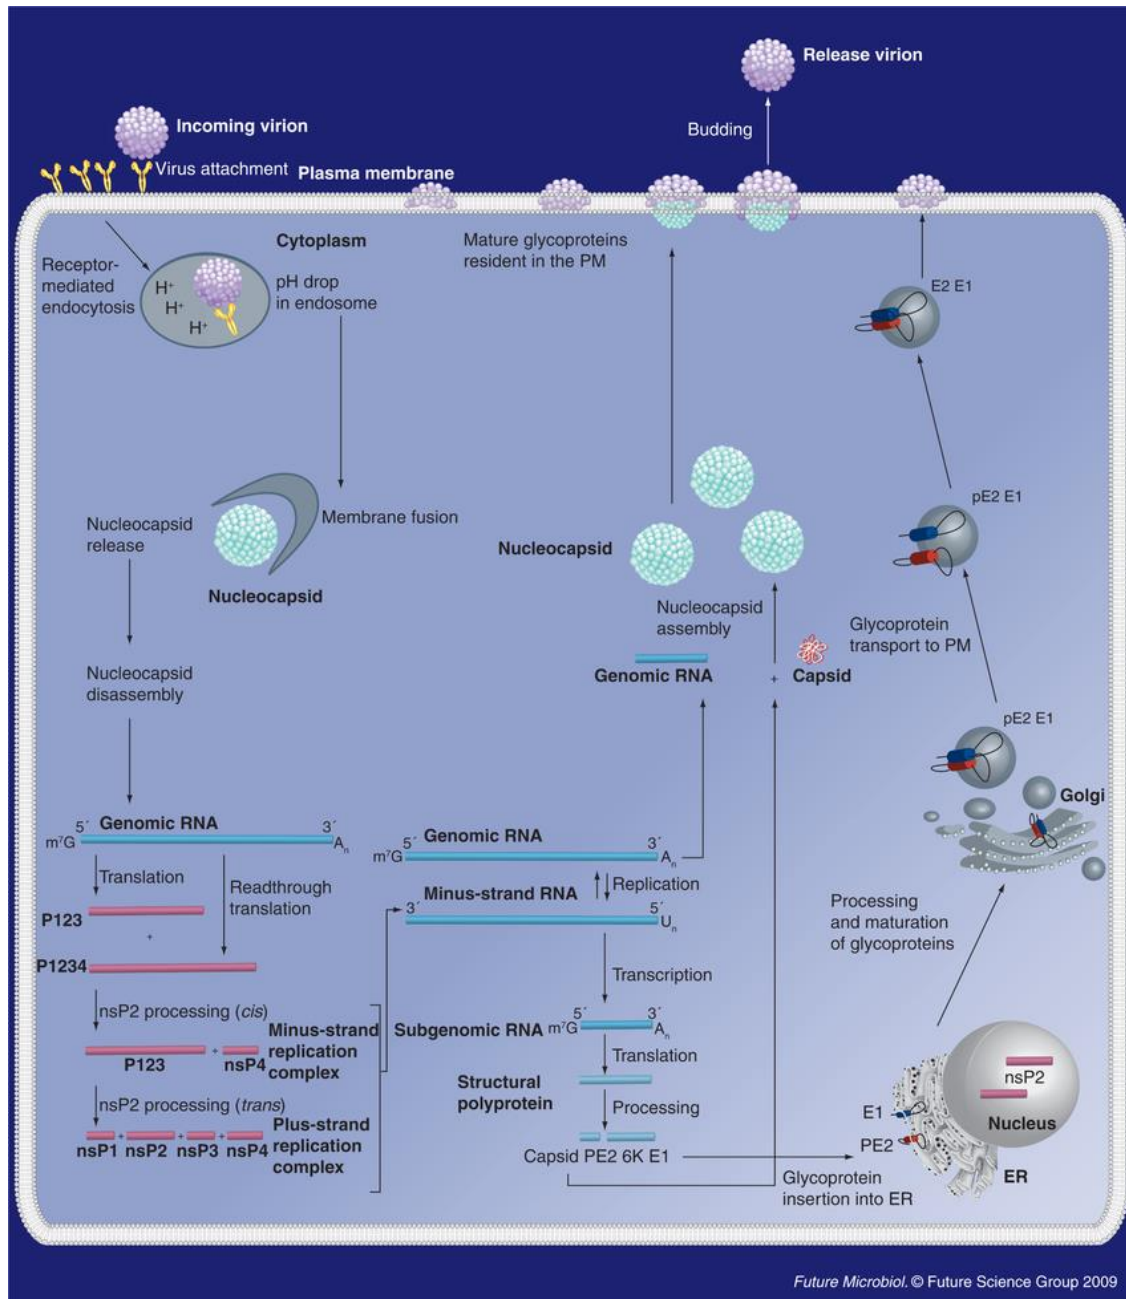 Release virion
Incoming virion
Budding
Virus attachment
Plasma membrane
Receptor-
mediated
endocytosis
H⁺
H⁺
H⁺
Cytoplasm
pH drop
in endosome
Mature glycoproteins
resident in the PM
E2 E1
Nucleocapsid
release
Membrane fusion
Nucleocapsid
Nucleocapsid
pE2 E1
Nucleocapsid
assembly
Glycoprotein
transport to PM
Nucleocapsid
disassembly
Genomic RNA
+
Capsid
pE2 E1
Golgi
Genomic RNA
5´ 3´
m⁷G Aₙ
Translation
Readthrough
translation
P123
+
P1234
nsP2 processing (cis)
P123 + nsP4
Minus-strand
replication
complex
nsP2 processing (trans)
nsP1 + nsP2 + nsP3 + nsP4
Plus-strand
replication
complex
Genomic RNA
5´ 3´
m⁷G Aₙ
Minus-strand RNA
Replication
3´ 5´
Uₙ
Transcription
Subgenomic RNA
5´ 3´
m⁷G Aₙ
Translation
Structural
polyprotein
Processing
Capsid PE2 6K E1
Glycoprotein
insertion into ER
Processing
and maturation
of glycoproteins
nsP2
Nucleus
E1
PE2
ER
Future Microbiol. © Future Science Group 2009